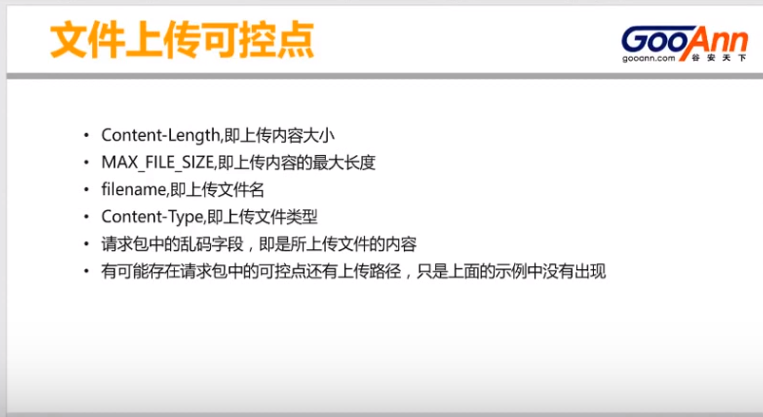 文件上传可控点
GooAnn
gooann.com 谷安天下
• Content-Length,即上传内容大小
• MAX_FILE_SIZE,即上传内容的最大长度
• filename,即上传文件名
• Content-Type,即上传文件类型
• 请求包中的乱码字段，即是所上传文件的内容
• 有可能存在请求包中的可控点还有上传路径，只是上面的示例中没有出现